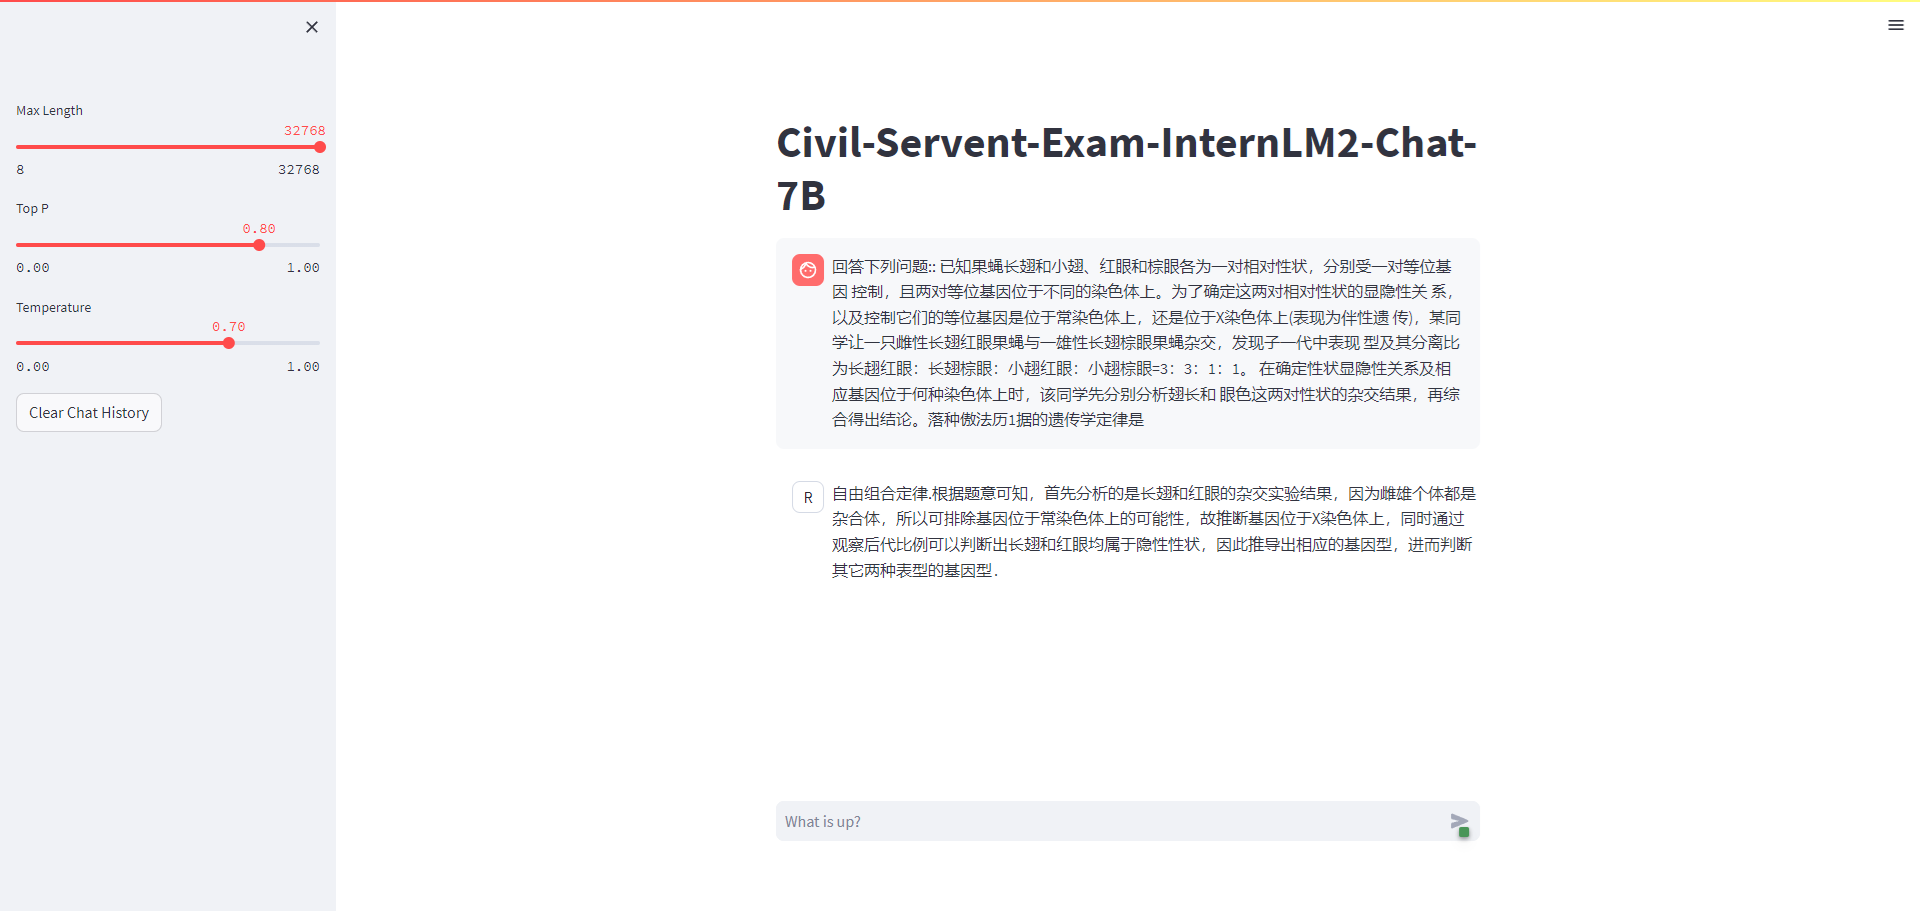 Max Length
32768
8 32768
Top P
0.80
0.00 1.00
Temperature
0.70
0.00 1.00
Clear Chat History
Civil-Servent-Exam-InternLM2-Chat-
7B
回答下列问题:: 已知果蝇长翅和小翅、红眼和棕眼各为一对相对性状，分别受一对等位基
因 控制，且两对等位基因位于不同的染色体上。为了确定这两对相对性状的显隐性关 系，
以及控制它们的等位基因是位于常染色体上，还是位于X染色体上(表现为伴性遗 传)，某同
学让一只雌性长翅红眼果蝇与一雄性长翅棕眼果蝇杂交，发现子一代中表现 型及其分离比
为长趐红眼：长翅棕眼：小趐红眼：小趐棕眼=3：3：1：1。 在确定性状显隐性关系及相
应基因位于何种染色体上时，该同学先分别分析翅长和 眼色这两对性状的杂交结果，再综
合得出结论。落种傲法历1据的遗传学定律是
R
自由组合定律.根据题意可知，首先分析的是长翅和红眼的杂交实验结果，因为雌雄个体都是
杂合体，所以可排除基因位于常染色体上的可能性，故推断基因位于X染色体上，同时通过
观察后代比例可以判断出长翅和红眼均属于隐性性状，因此推导出相应的基因型，进而判断
其它两种表型的基因型．
What is up?